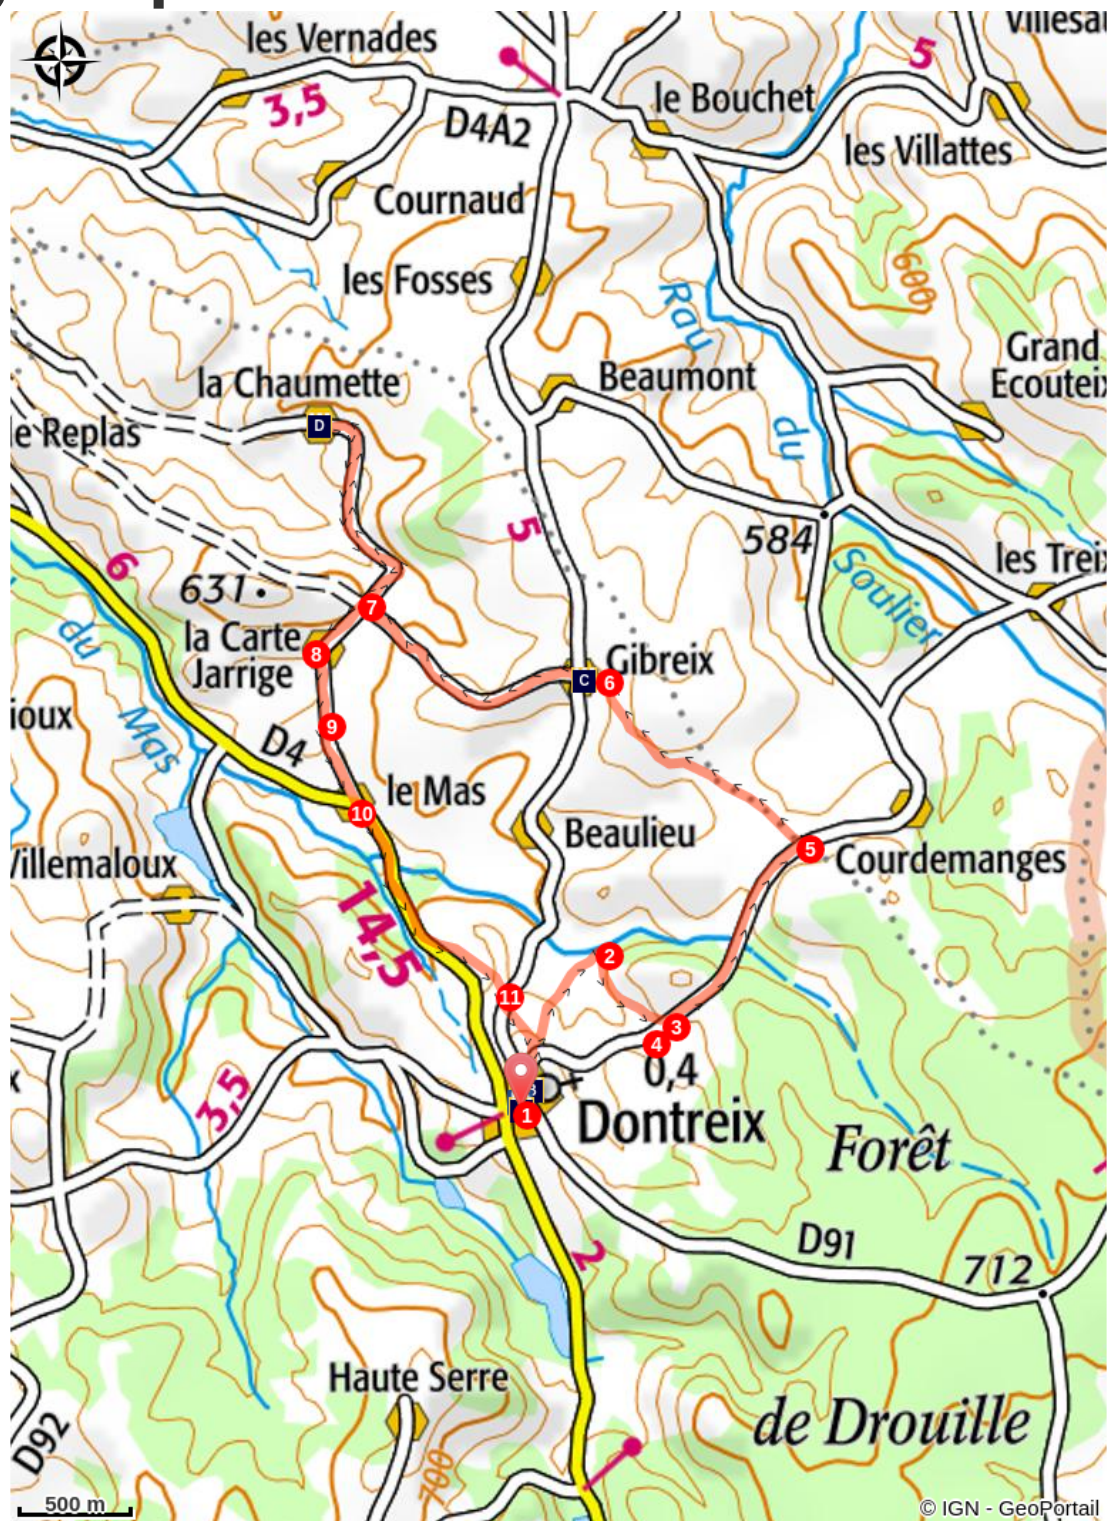 les Vernades
3,5
D4A2
le Bouchet
5
les Villattes
Cournaud
les Fosses
600
Rau
du
Soulier
Grand
Ecouteix
la Chaumette
Beaumont
D
le Replas
5
584
6
631
les Treix
7
la Carte
Jarrige
8
Gibreix
C
6
du
Mas
9
D4
le Mas
10
Beaulieu
5
Courdemanges
Villemaloux
14,5
2
11
3
4
0,4
3,5
1
Dontreix
Forêt
D91
712
2
Haute Serre
de Drouille
D92
700
500 m
© IGN - GeoPortail